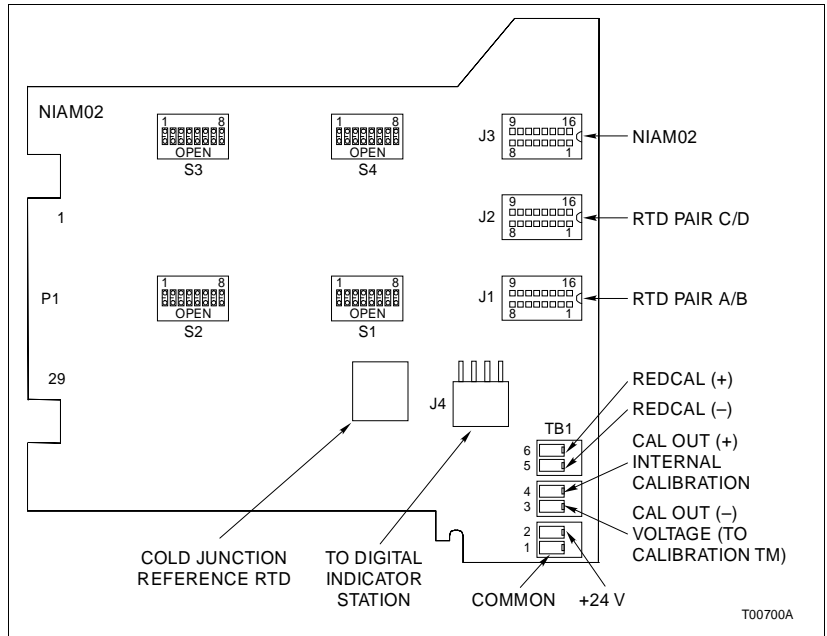 NIAM02
1 8
OPEN
S3
1 8
OPEN
S4
9 16
J3
8 1
NIAM02
9 16
J2
8 1
RTD PAIR C/D
1
P1
29
1 8
OPEN
S2
1 8
OPEN
S1
9 16
J1
8 1
RTD PAIR A/B
J4
TB1
6
5
4
3
2
1
REDCAL (+)
REDCAL (–)
CAL OUT (+)
INTERNAL
CALIBRATION
CAL OUT (–)
VOLTAGE (TO
CALIBRATION TM)
COLD JUNCTION
REFERENCE RTD
TO DIGITAL
INDICATOR
STATION
COMMON
+24 V
T00700A